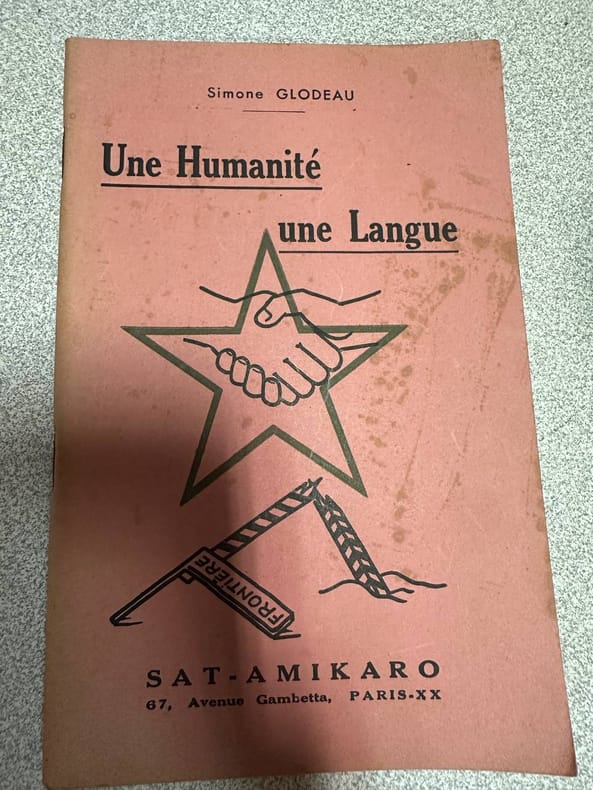 Simone GLODEAU
Une Humanité
une Langue
FRONTIÈRE
SAT-AMIKARO
67, Avenue Gambetta, PARIS-XX